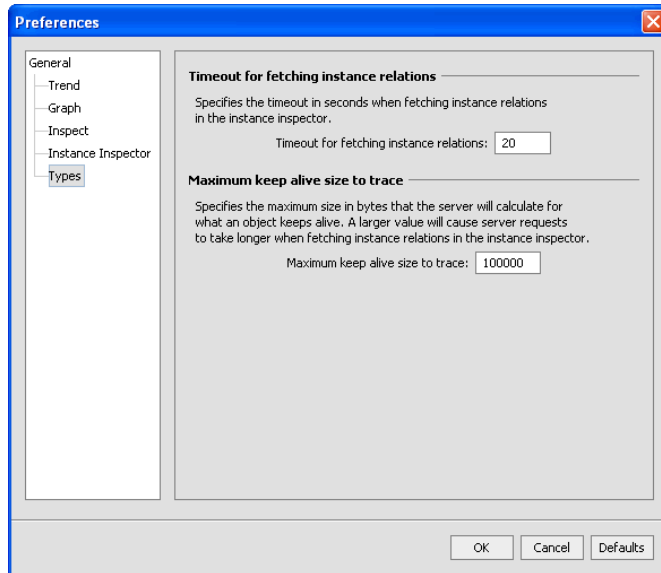 Preferences
General
Trend
Graph
Inspect
Instance Inspector
Types
Timeout for fetching instance relations
Specifies the timeout in seconds when fetching instance relations
in the instance inspector.
Timeout for fetching instance relations: 20
Maximum keep alive size to trace
Specifies the maximum size in bytes that the server will calculate for
what an object keeps alive. A larger value will cause server requests
to take longer when fetching instance relations in the instance inspector.
Maximum keep alive size to trace: 100000
OK Cancel Defaults